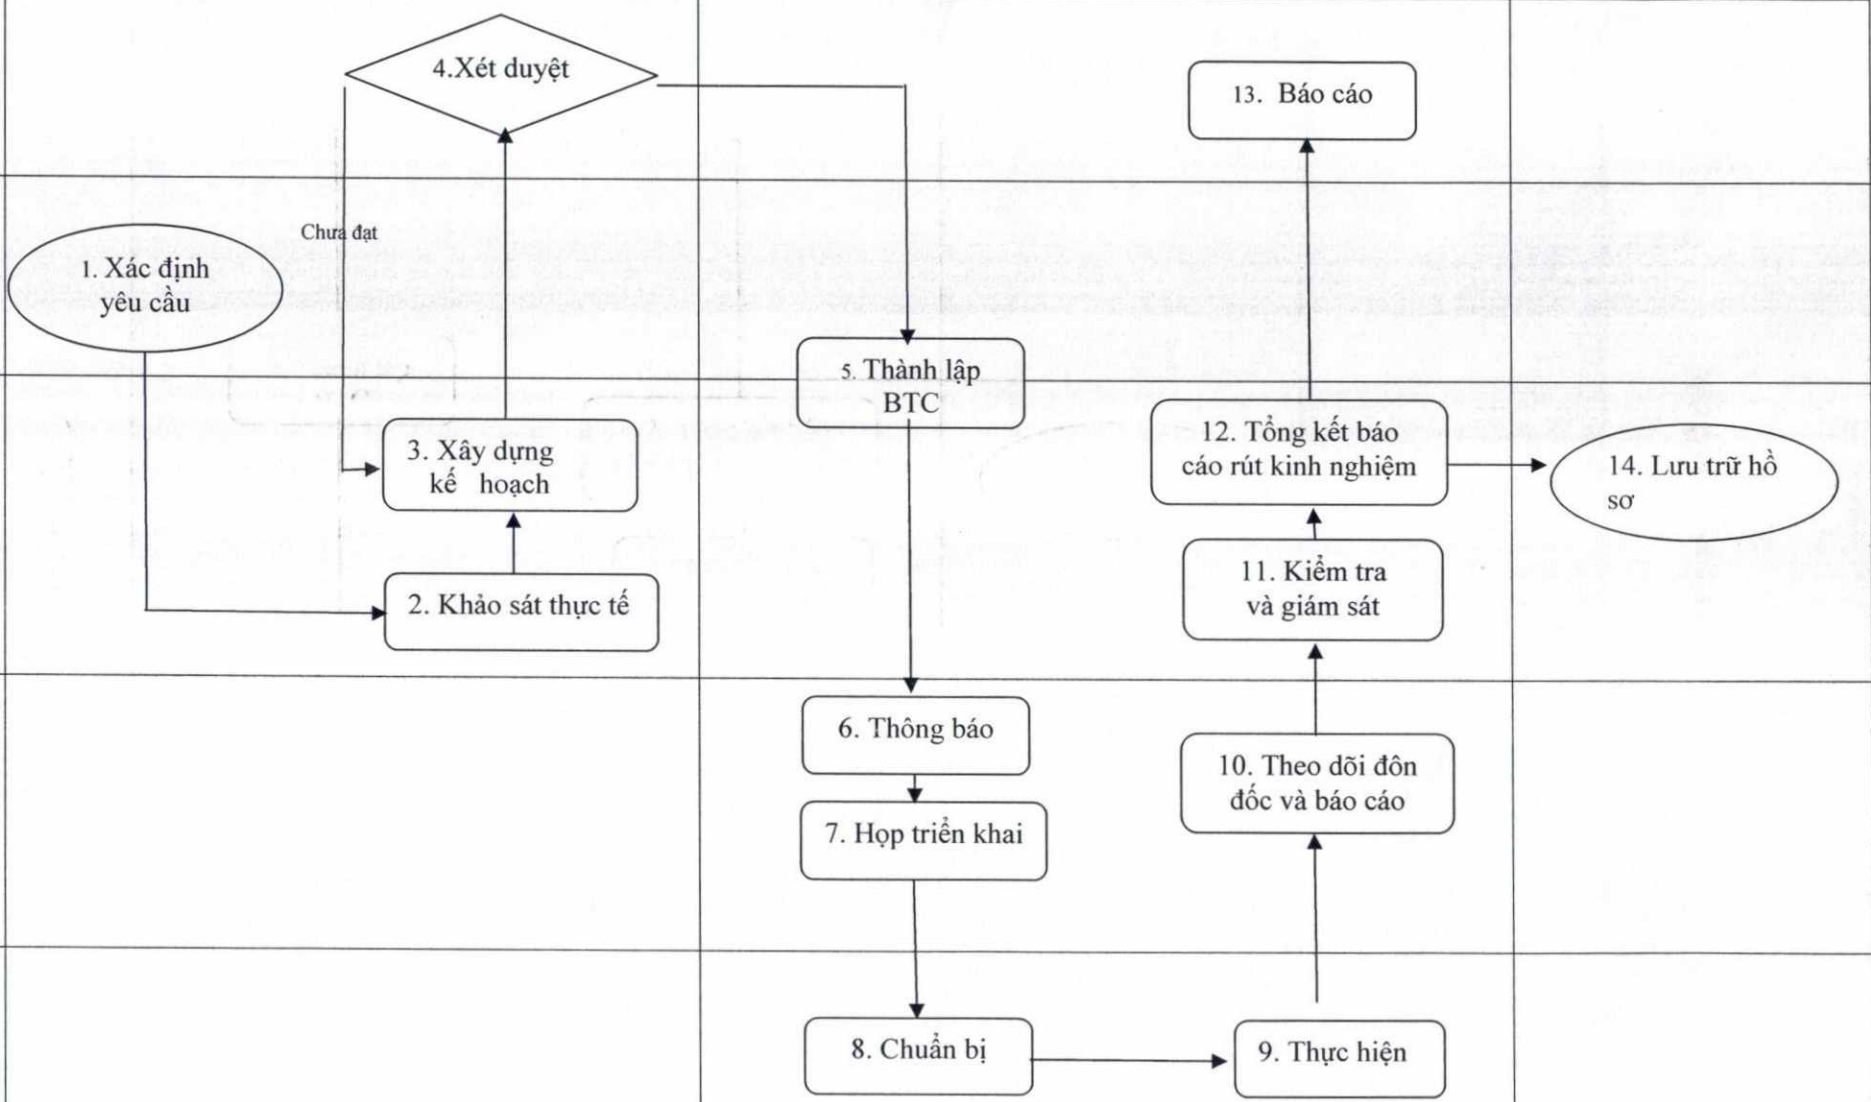 4.Xét duyệt
13. Báo cáo
Chưa đạt
1. Xác định
yêu cầu
5. Thành lập
BTC
3. Xây dựng
kế hoạch
12. Tổng kết báo
cáo rút kinh nghiệm
14. Lưu trữ hồ
sơ
2. Khảo sát thực tế
11. Kiểm tra
và giám sát
6. Thông báo
10. Theo dõi đôn
đốc và báo cáo
7. Họp triển khai
8. Chuẩn bị
9. Thực hiện